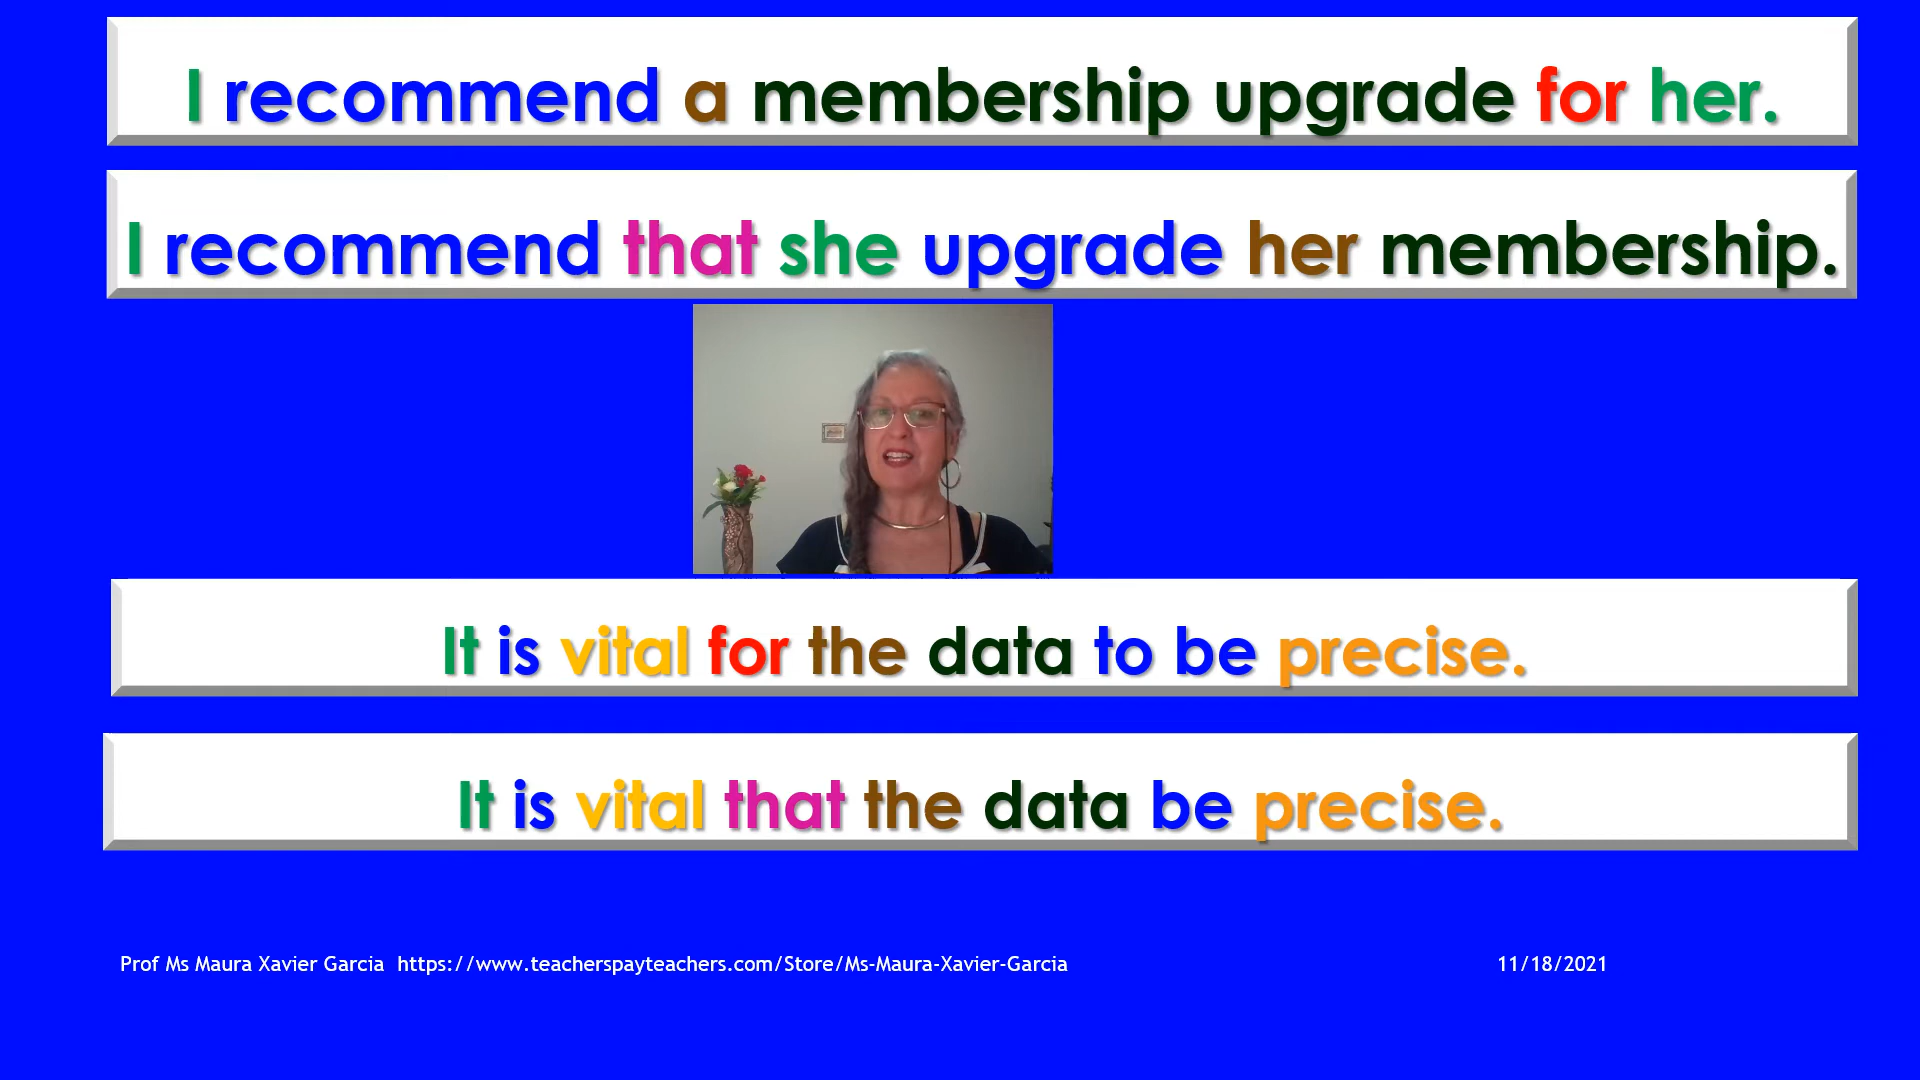 I recommend a membership upgrade for her.
I recommend that she upgrade her membership.
It is vital for the data to be precise.
It is vital that the data be precise.
Prof Ms Maura Xavier Garcia https://www.teacherspayteachers.com/Store/Ms-Maura-Xavier-Garcia 11/18/2021